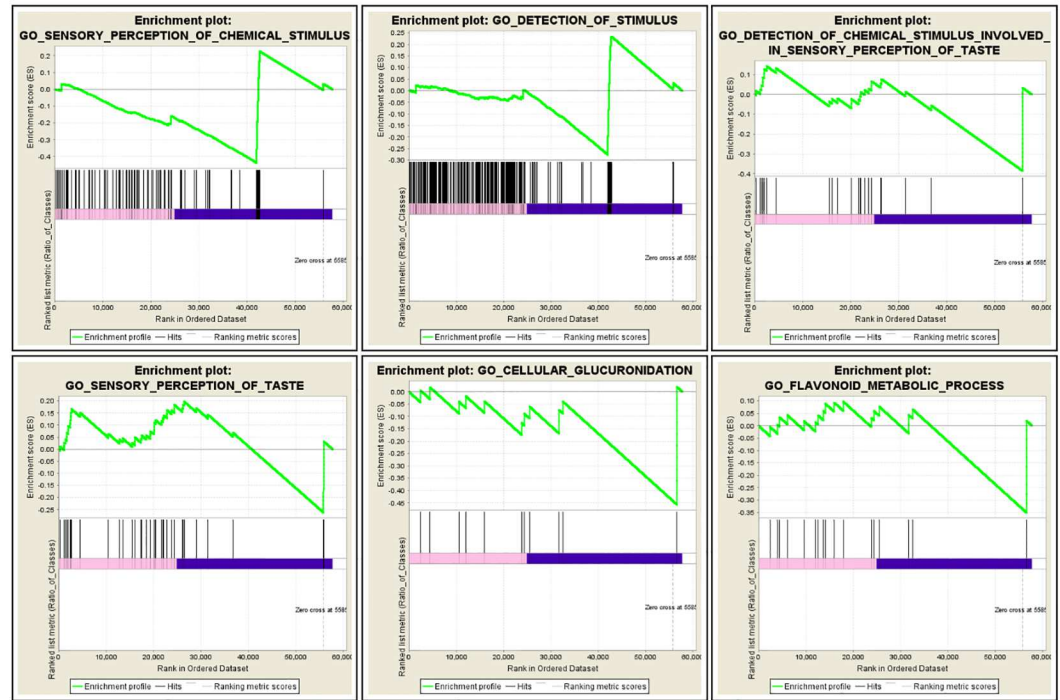 Enrichment plot:
GO_SENSORY_PERCEPTION_OF_CHEMICAL_STIMULUS
Enrichment score (ES)
0.2
0.1
0.0
-0.1
-0.2
-0.3
-0.4
Ranked list metric (Ratio_of_Classes)
Zero cross at 5585
0
10,000
20,000
30,000
40,000
50,000
60,000
Rank in Ordered Dataset
Enrichment profile
Hits
Ranking metric scores
Enrichment plot: GO_DETECTION_OF_STIMULUS
Enrichment score (ES)
0.25
0.20
0.15
0.10
0.05
0.00
-0.05
-0.10
-0.15
-0.20
-0.25
-0.30
Ranked list metric (Ratio_of_Classes)
Zero cross at 5585
0
10,000
20,000
30,000
40,000
50,000
60,00
Rank in Ordered Dataset
Enrichment profile
Hits
Ranking metric scores
Enrichment plot:
GO_DETECTION_OF_CHEMICAL_STIMULUS_INVOLVED_
IN_SENSORY_PERCEPTION_OF_TASTE
Enrichment score (ES)
0.1
0.0
-0.1
-0.2
-0.3
-0.4
Ranked list metric (Ratio_of_Classes)
Zero cross at 5585
0
10,000
20,000
30,000
40,000
50,000
60,00
Rank in Ordered Dataset
Enrichment profile
Hits
Ranking metric scores
Enrichment plot:
GO_SENSORY_PERCEPTION_OF_TASTE
Enrichment score (ES)
0.20
0.15
0.10
0.05
0.00
-0.05
-0.10
-0.15
-0.20
-0.25
Ranked list metric (Ratio_of_Classes)
Zero cross at 5585
0
10,000
20,000
30,000
40,000
50,000
60,00
Rank in Ordered Dataset
Enrichment profile
Hits
Ranking metric scores
Enrichment plot: GO_CELLULAR_GLUCURONIDATION
Enrichment score (ES)
0.00
-0.05
-0.10
-0.15
-0.20
-0.25
-0.30
-0.35
-0.40
-0.45
Ranked list metric (Ratio_of_Classes)
Zero cross at 5585
0
10,000
20,000
30,000
40,000
50,000
60,00
Rank in Ordered Dataset
Enrichment profile
Hits
Ranking metric scores
Enrichment plot:
GO_FLAVONOID_METABOLIC_PROCESS
Enrichment score (ES)
0.10
0.05
0.00
-0.05
-0.10
-0.15
-0.20
-0.25
-0.30
-0.35
Ranked list metric (Ratio_of_Classes)
Zero cross at 5585
0
10,000
20,000
30,000
40,000
50,000
60,00
Rank in Ordered Dataset
Enrichment profile
Hits
Ranking metric scores